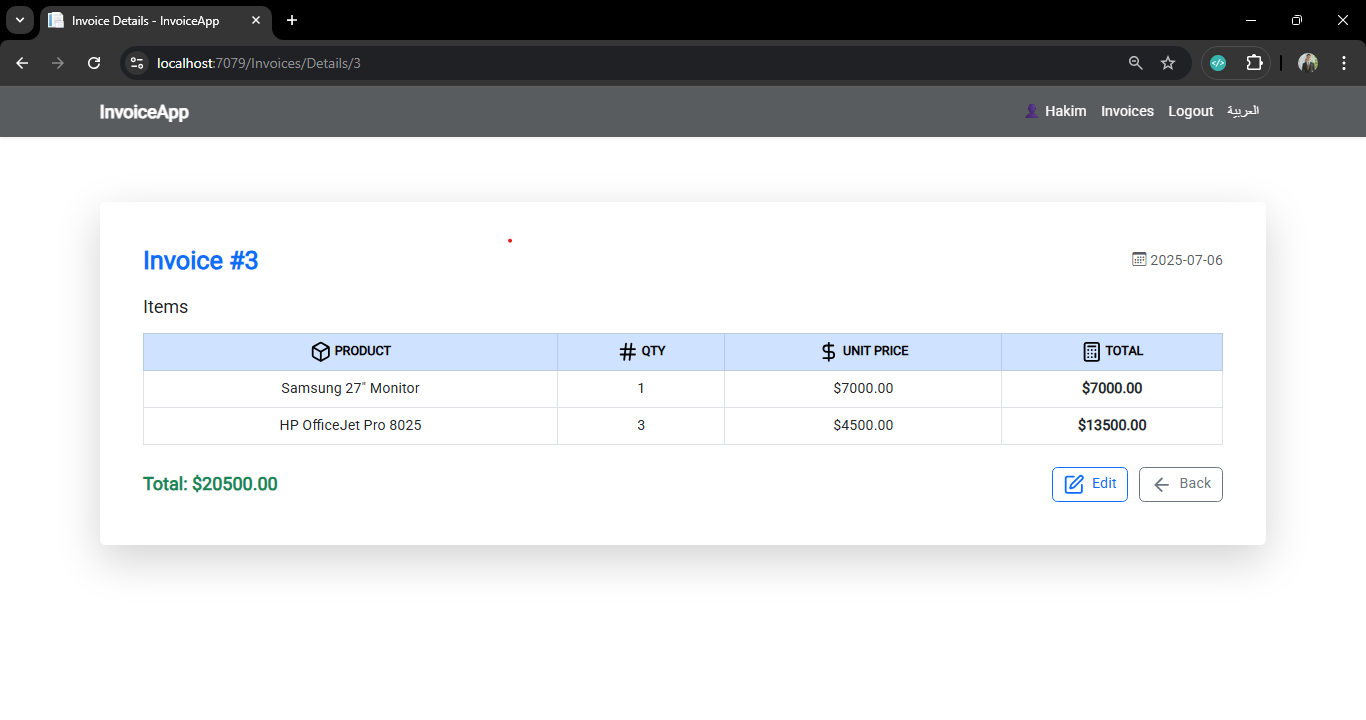 Invoice Details - InvoiceApp
localhost:7079/Invoices/Details/3
InvoiceApp
Hakim Invoices Logout العربية
Invoice #3
2025-07-06
Items
PRODUCT QTY UNIT PRICE TOTAL
Samsung 27" Monitor 1 $7000.00 $7000.00
HP OfficeJet Pro 8025 3 $4500.00 $13500.00
Total: $20500.00
Edit Back